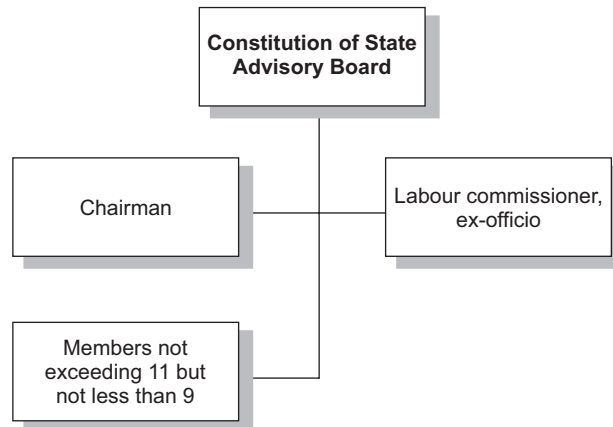 Constitution of State
Advisory Board
Chairman
Labour commissioner,
ex-officio
Members not
exceeding 11 but
not less than 9